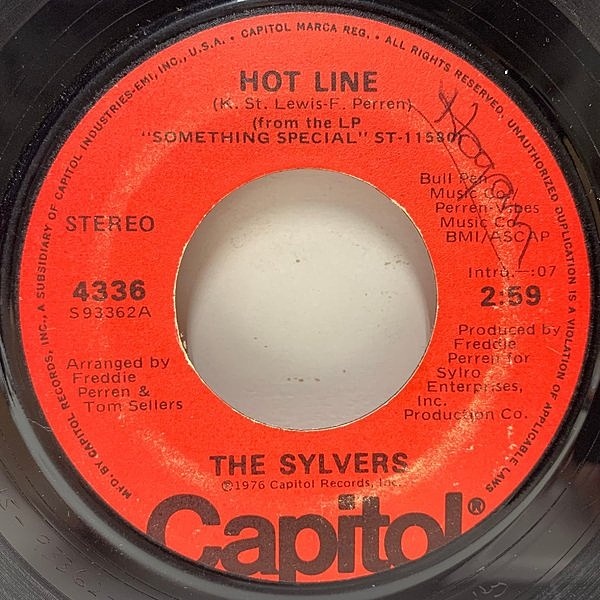 MFD. BY CAPITOL RECORDS, INC., A SUBSIDIARY OF CAPITOL INDUSTRIES-EMI, INC., U.S.A. • CAPITOL MARCA REG. • ALL RIGHTS RESERVED. UNAUTHORIZED DUPLICATION IS A VIOLATION OF APPLICABLE LAWS
HOT LINE
(K. St. Lewis-F. Perren)
(from the LP
"SOMETHING SPECIAL" ST-11580)
Bull Pen
Music Co/
Perren-Vibes
Music Co.
BMI/ASCAP
STEREO
Intro.—:07
4336
2:59
S93362A
Produced by
Freddie
Perren for
Sylro
Enterprises,
Inc.
Production Co.
Arranged by
Freddie
Perren &
Tom Sellers
THE SYLVERS
©1976 Capitol Records, Inc.
Capitol®